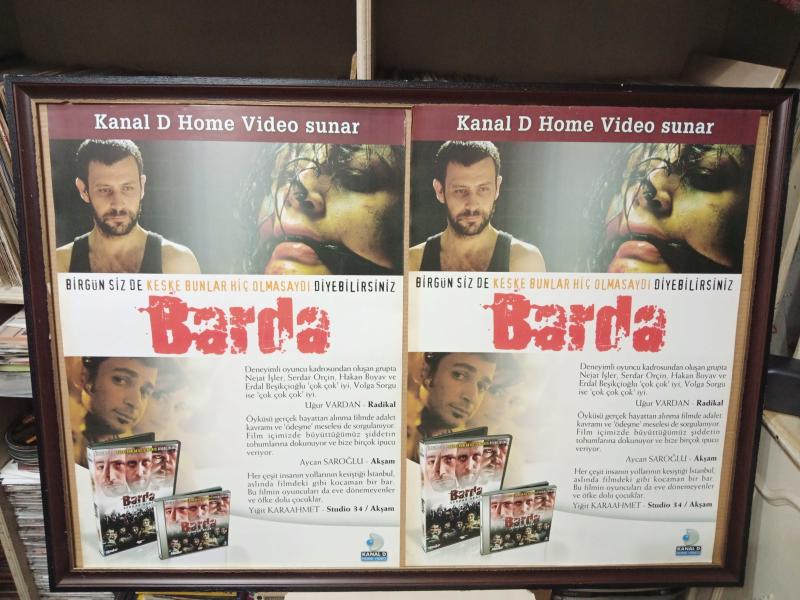 Kanal D Home Video sunar
BİRGÜN SİZ DE KEŞKE BUNLAR HİÇ OLMASAYDI DİYEBİLİRSİNİZ
Barda
Deneyimli oyuncu kadrosundan oluşan grupta
Nejat İşler, Serdar Orçin, Hakan Boyav ve
Erdal Beşikçioğlu 'çok çok' iyi, Volga Sorgu
ise 'çok çok çok' iyi.
Uğur VARDAN - Radikal
Öyküsü gerçek hayattan alınma filmde adalet
kavramı ve 'ödeşme' meselesi de sorgulanıyor.
Film içimizde büyüttüğümüz şiddetin
tohumlarına dokunuyor ve bize birçok ipucu
veriyor.
Aycan SAROĞLU - Akşam
Her çeşit insanın yollarının kesiştiği İstanbul,
aslında filmdeki gibi kocaman bir bar.
Bu filmin oyuncuları da eve dönemeyenler
ve öfke dolu çocuklar.
Yiğit KARAAHMET - Studio 34 / Akşam
Barda
Barda
KANAL D
HOME VIDEO
Kanal D Home Video sunar
BİRGÜN SİZ DE KEŞKE BUNLAR HİÇ OLMASAYDI DİYEBİLİRSİNİZ
Barda
Deneyimli oyuncu kadrosundan oluşan grupta
Nejat İşler, Serdar Orçin, Hakan Boyav ve
Erdal Beşikçioğlu 'çok çok' iyi, Volga Sorgu
ise 'çok çok çok' iyi.
Uğur VARDAN - Radikal
Öyküsü gerçek hayattan alınma filmde adalet
kavramı ve 'ödeşme' meselesi de sorgulanıyor.
Film içimizde büyüttüğümüz şiddetin
tohumlarına dokunuyor ve bize birçok ipucu
veriyor.
Aycan SAROĞLU - Akşam
Her çeşit insanın yollarının kesiştiği İstanbul,
aslında filmdeki gibi kocaman bir bar.
Bu filmin oyuncuları da eve dönemeyenler
ve öfke dolu çocuklar.
Yiğit KARAAHMET - Studio 34 / Akşam
Barda
Barda
KANAL D
HOME VIDEO